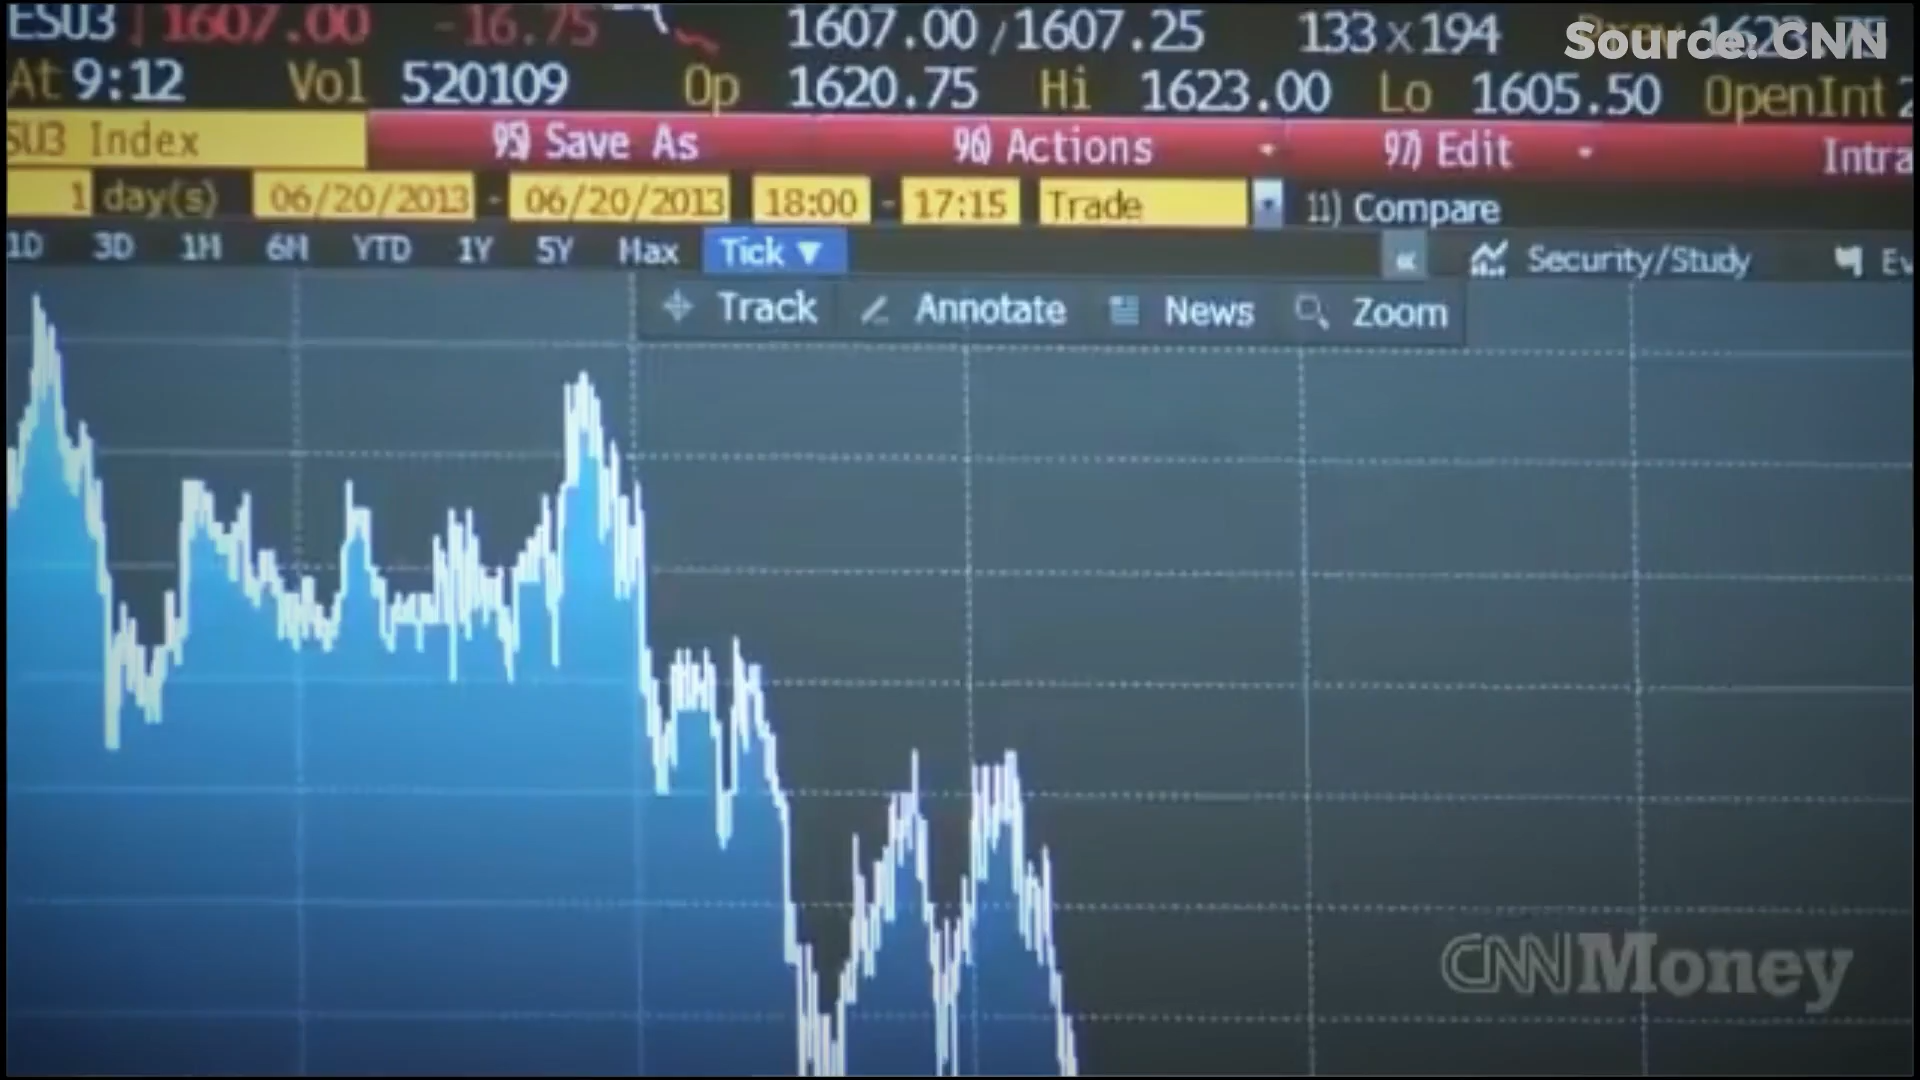 ESU3 1607.00 -16.75 1607.00/1607.25 133x194 Prev
Source: CNN
At 9:12 Vol 520109 Op 1620.75 Hi 1623.00 Lo 1605.50 OpenInt
SU3 Index 95) Save As 96) Actions 97) Edit Intra
1 day(s) 06/20/2013 - 06/20/2013 18:00 - 17:15 Trade 11) Compare
1D 3D 1M 6M YTD 1Y 5Y Max Tick ▼ « Security/Study Ev
Track Annotate News Zoom
CNNMoney